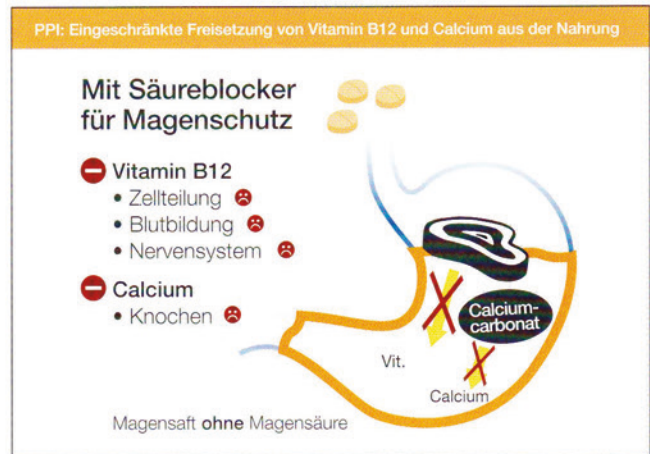 PPI: Eingeschränkte Freisetzung von Vitamin B12 und Calcium aus der Nahrung
Mit Säureblocker
für Magenschutz
Vitamin B12
• Zellteilung
• Blutbildung
• Nervensystem
Calcium
• Knochen
Calcium-
carbonat
Vit.
Calcium
Magensaft ohne Magensäure